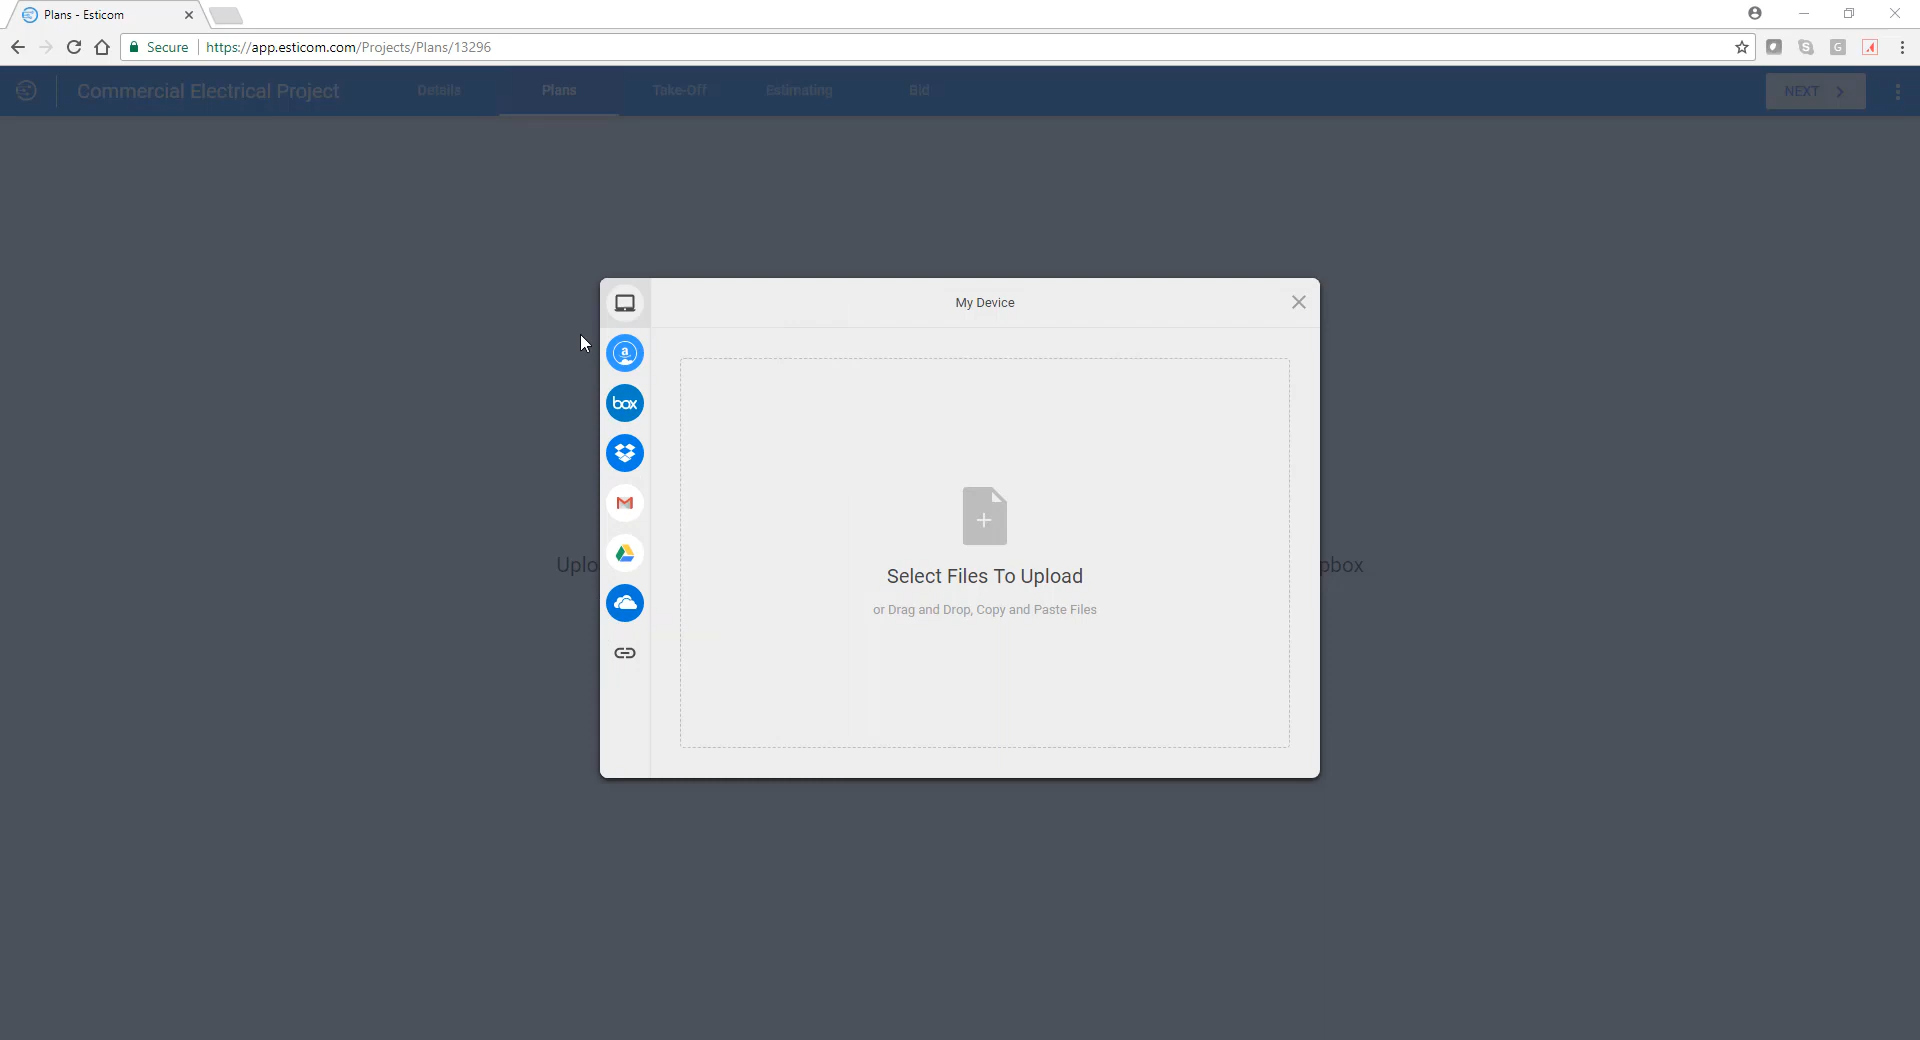 Plans - Esticom
Secure
https://app.esticom.com/Projects/Plans/13296
Commercial Electrical Project
Details
Plans
Take-Off
Estimating
Bid
NEXT
My Device
a
box
Select Files To Upload
or Drag and Drop, Copy and Paste Files
Uplo
pbox